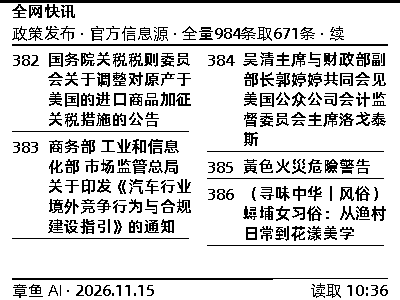 全网快讯
政策发布·官方信息源·全量984条取671条·续
382 国务院关税税则委员
会关于调整对原产于
美国的进口商品加征
关税措施的公告
383 商务部 工业和信息
化部 市场监管总局
关于印发《汽车行业
境外竞争行为与合规
建设指引》的通知
384 吴清主席与财政部副
部长郭婷婷共同会见
美国公众公司会计监
督委员会主席洛戈泰
斯
385 黃色火災危險警告
386 （寻味中华｜风俗）
蟳埔女习俗：从渔村
日常到花漾美学
章鱼 AI · 2026.11.15
读取 10:36